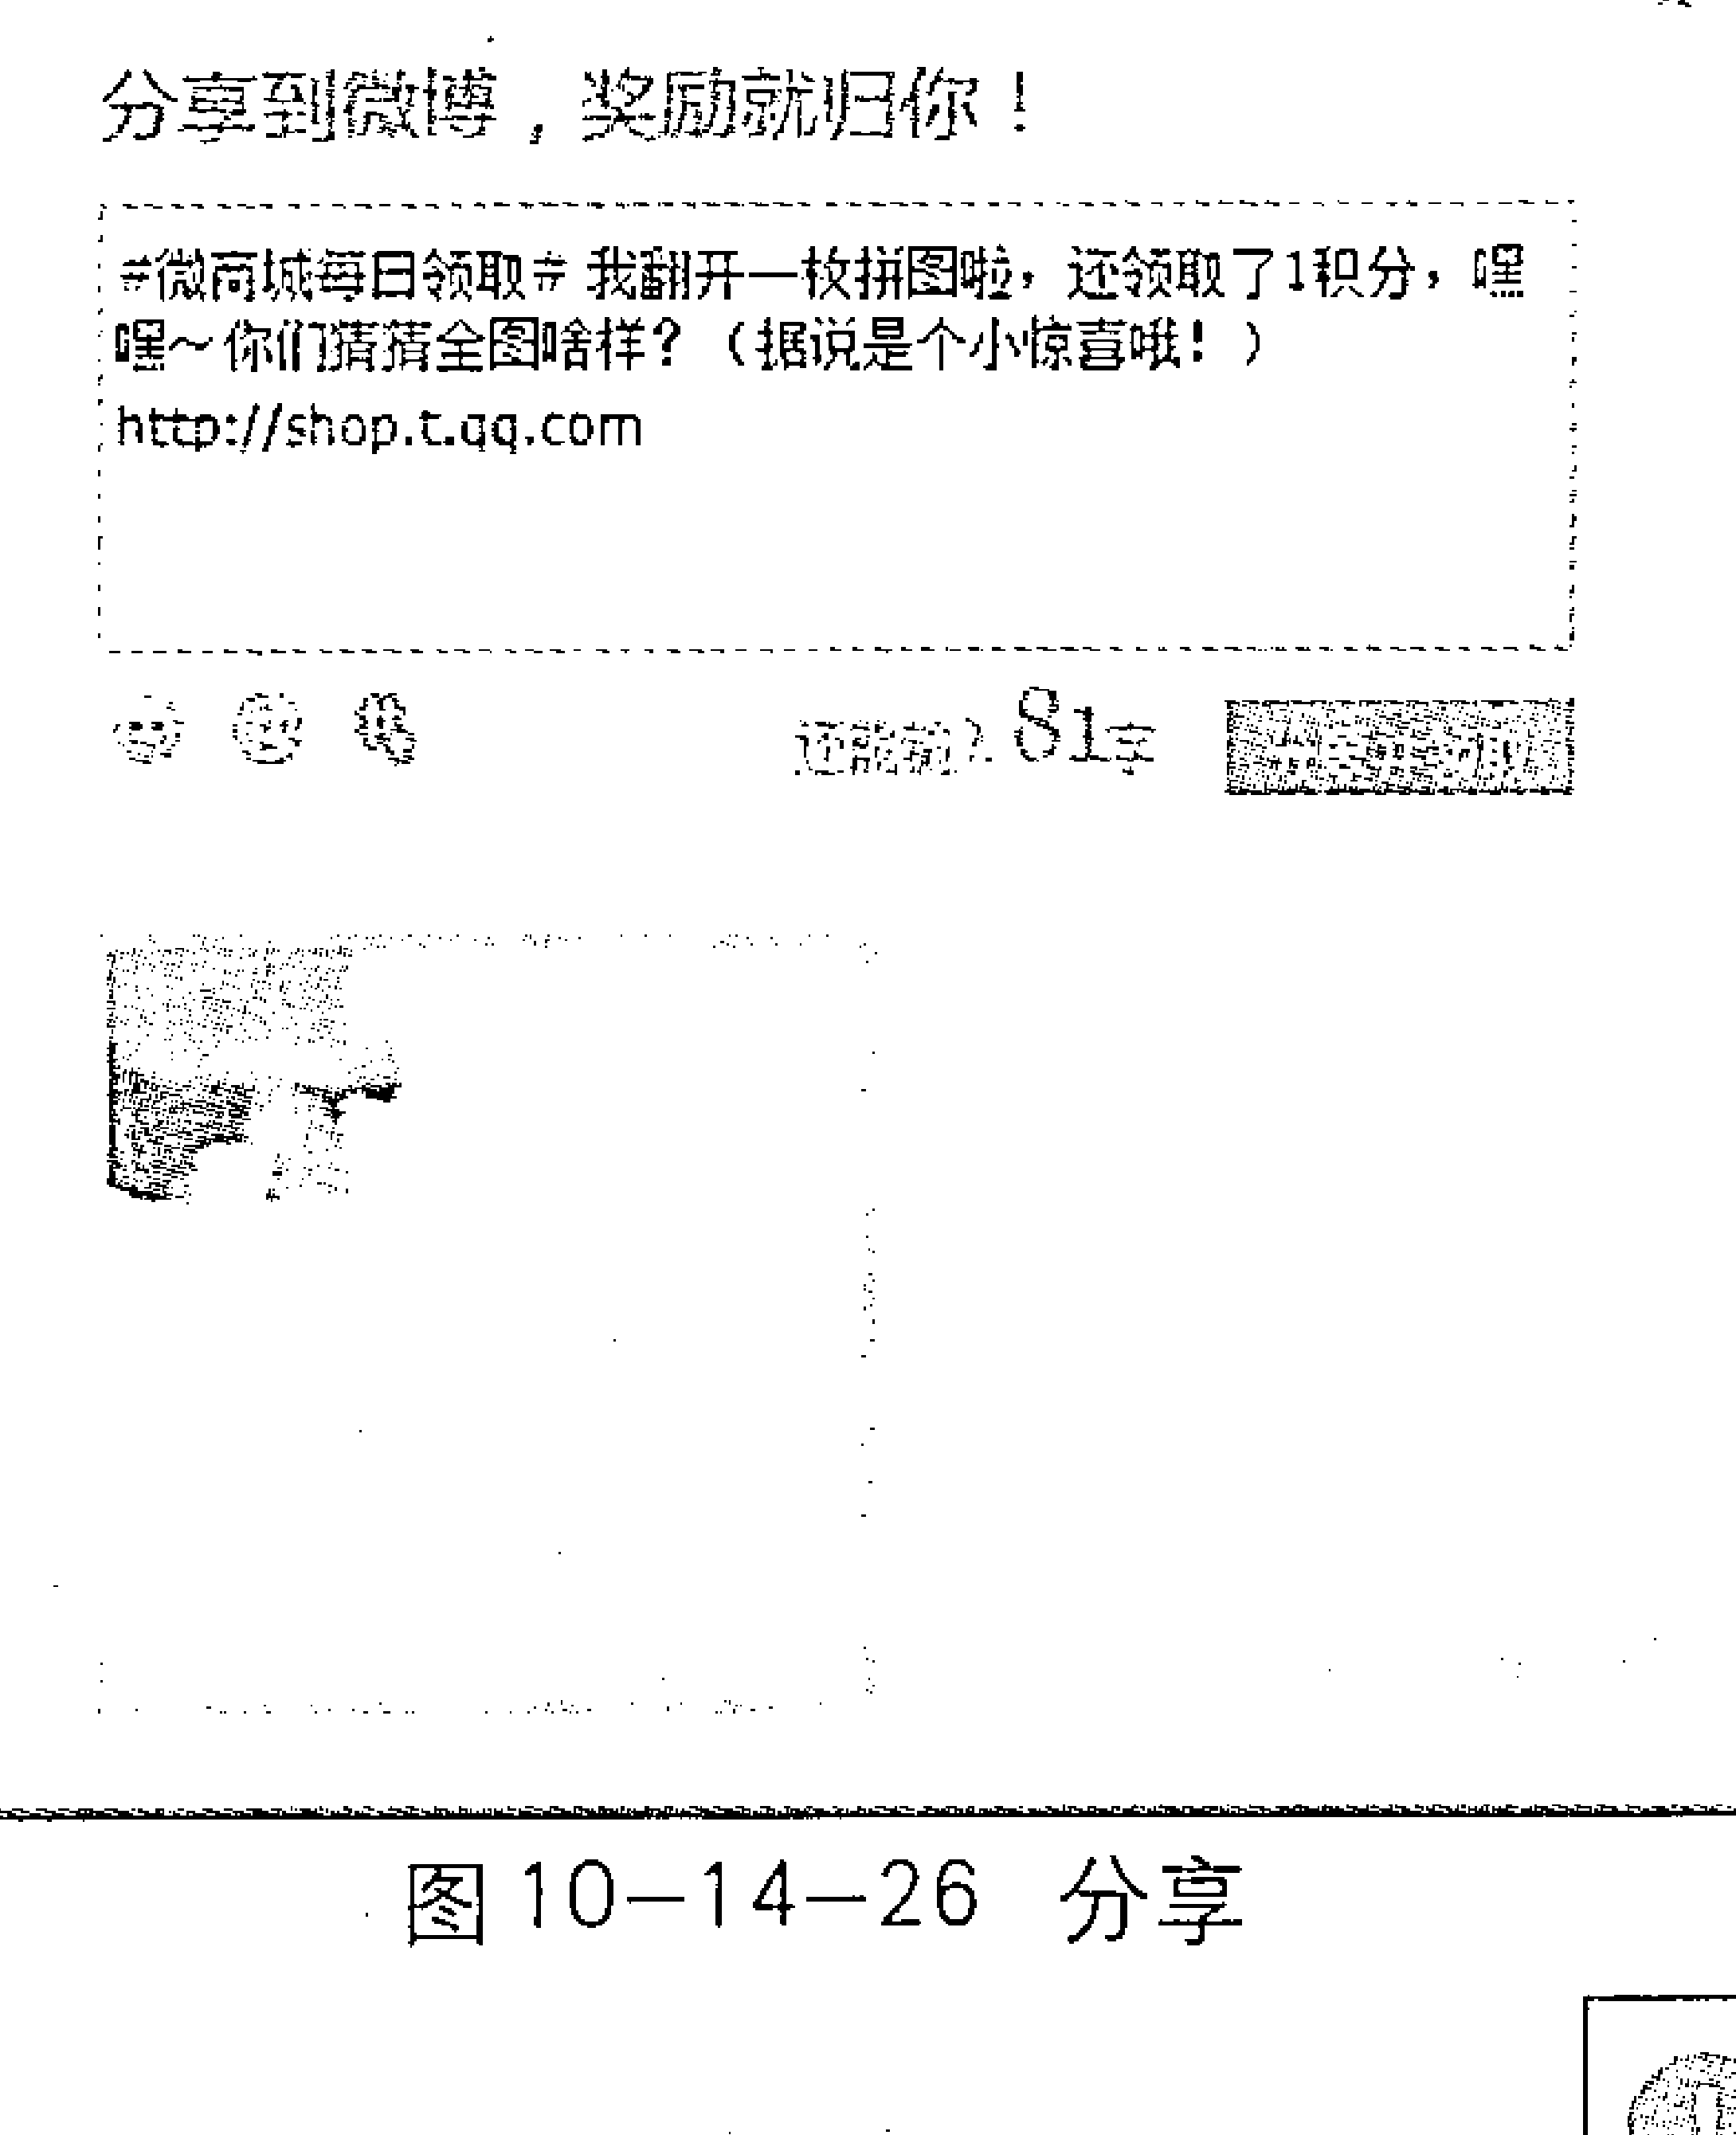 分享到微博，奖励就归你！
#微商城每日领取# 我翻开一枚拼图啦，还领取了1积分，嘿
嘿～你们猜猜全图啥样？（据说是个小惊喜哦！）
http://shop.t.qq.com
81字
图10-14-26 分享